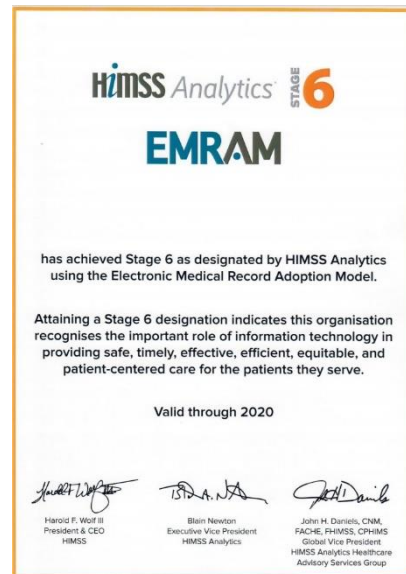 HiMSS Analytics STAGE 6
EMRAM
has achieved Stage 6 as designated by HIMSS Analytics
using the Electronic Medical Record Adoption Model.
Attaining a Stage 6 designation indicates this organisation
recognises the important role of information technology in
providing safe, timely, effective, efficient, equitable, and
patient-centered care for the patients they serve.
Valid through 2020
Harold F. Wolf III
President & CEO
HIMSS
Blain Newton
Executive Vice President
HIMSS Analytics
John H. Daniels, CNM,
FACHE, FHIMSS, CPHIMS
Global Vice President
HIMSS Analytics Healthcare
Advisory Services Group